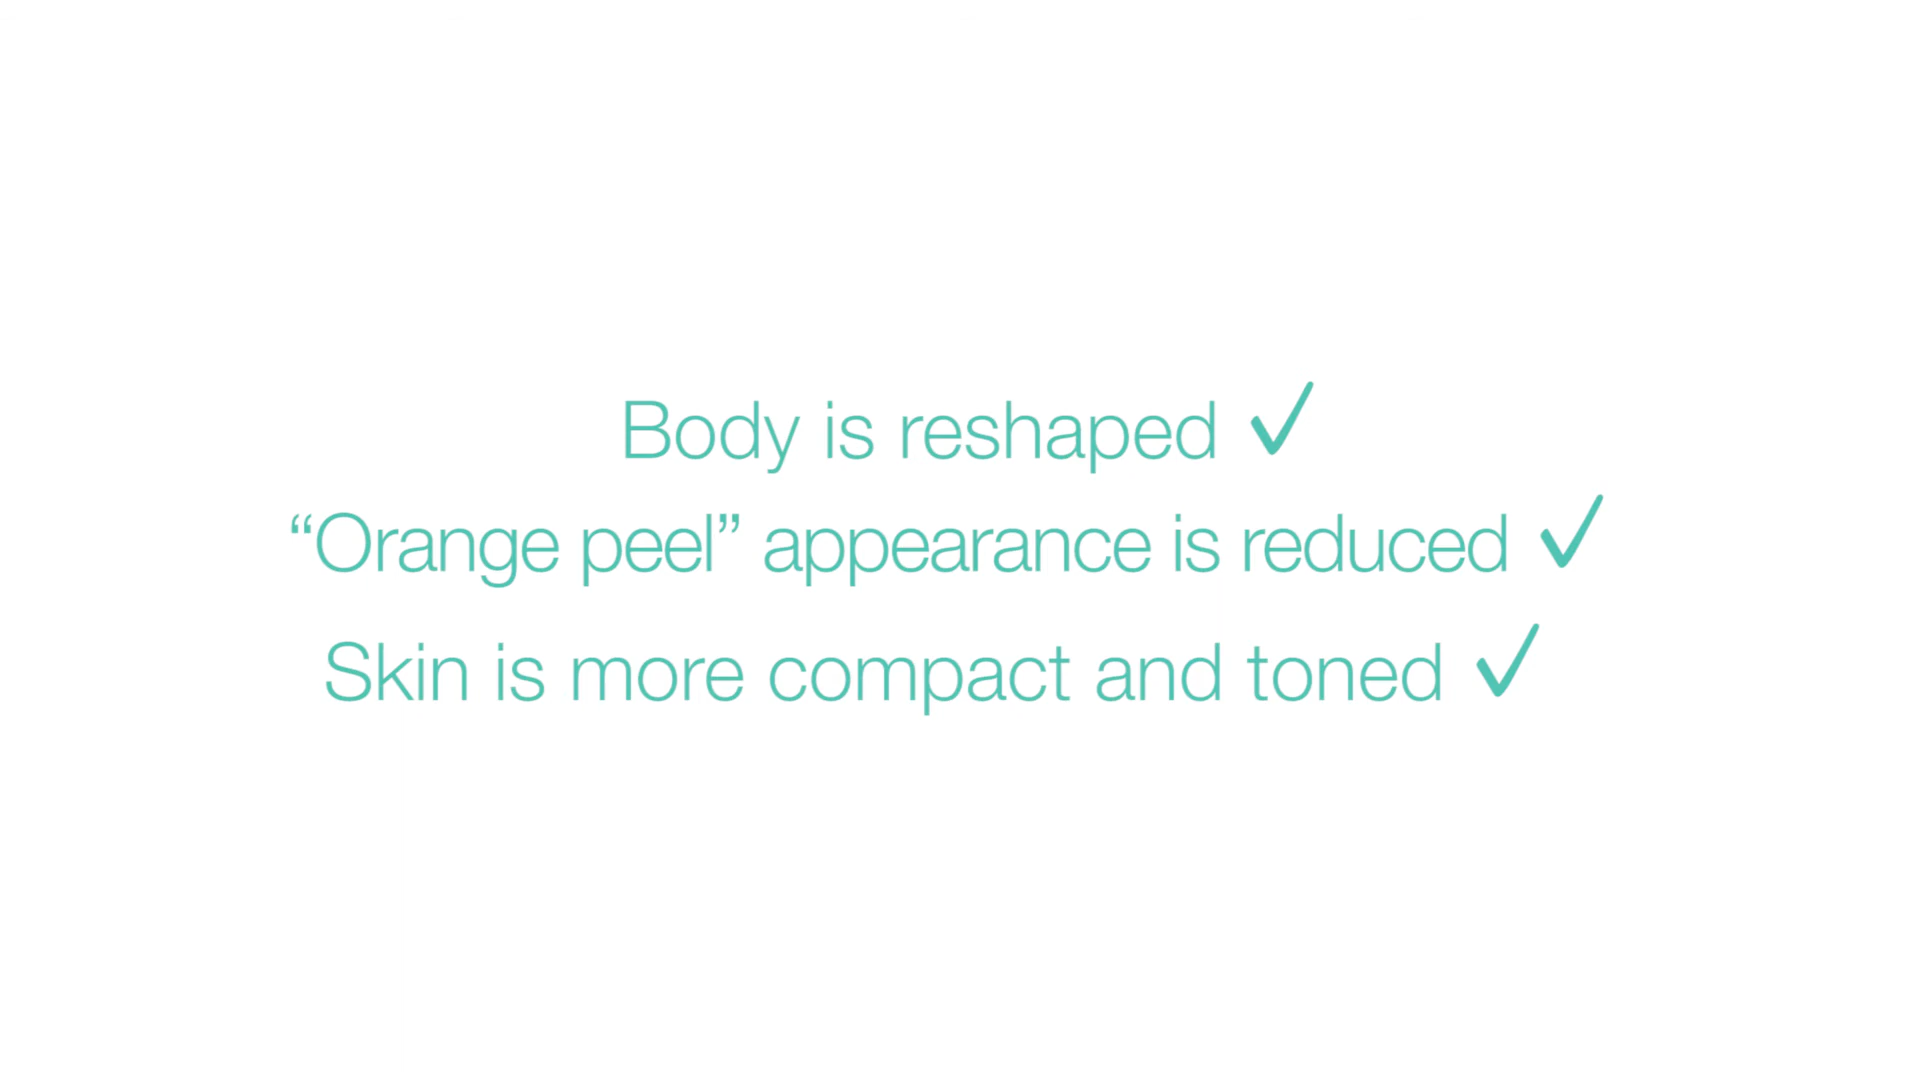 Body is reshaped ✓
“Orange peel” appearance is reduced ✓
Skin is more compact and toned ✓